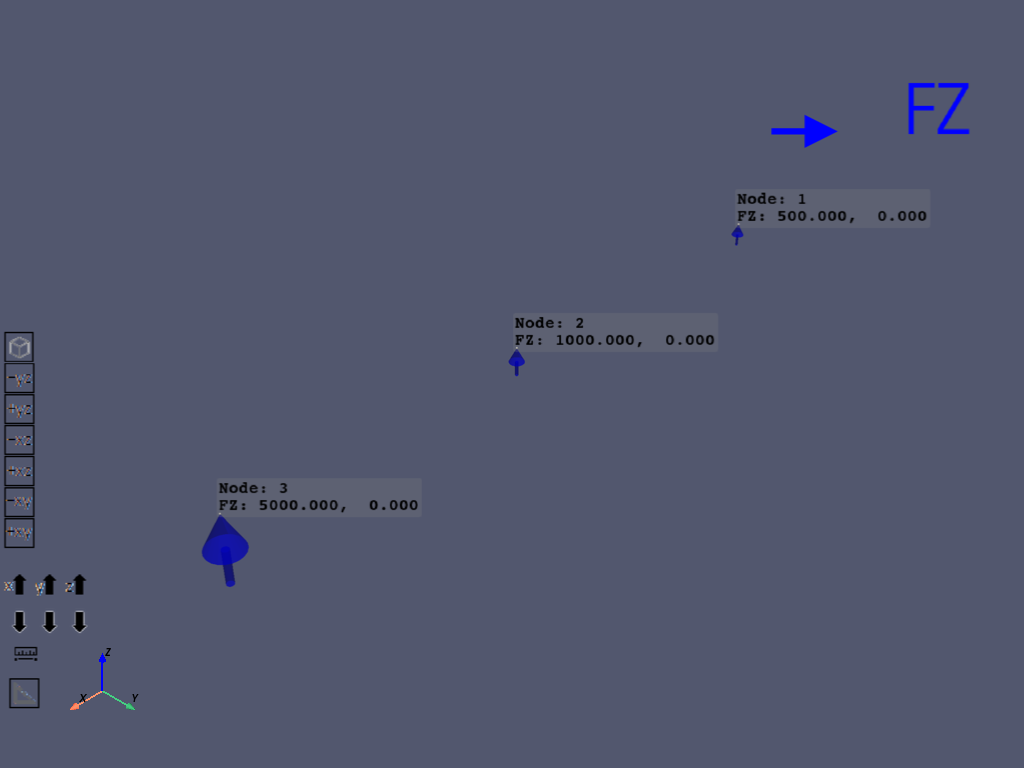 FZ
Node: 1
FZ: 500.000,  0.000
Node: 2
FZ: 1000.000,  0.000
Node: 3
FZ: 5000.000,  0.000
-yz
+yz
-xz
+xz
-xy
+xy
x y z
Z
X
Y